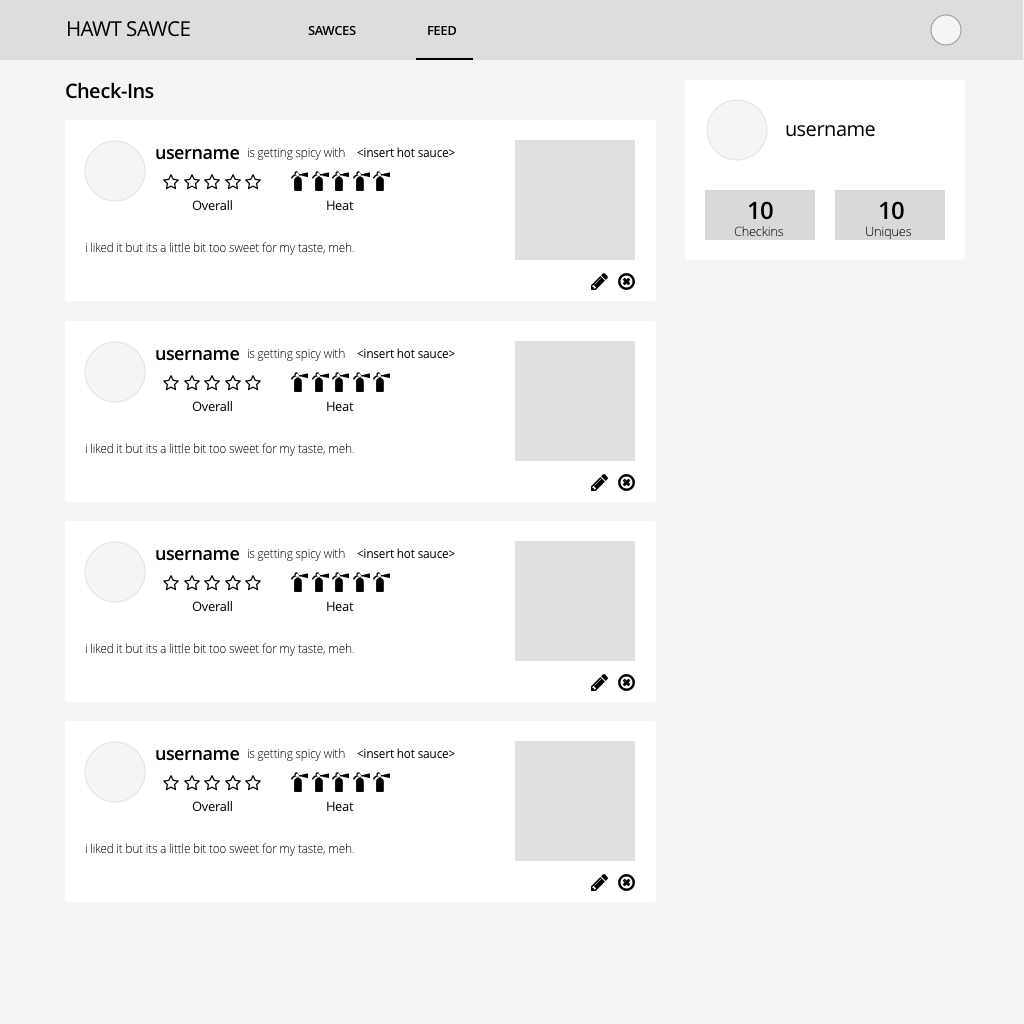 HAWT SAWCE SAWCES FEED
Check-Ins
username is getting spicy with <insert hot sauce>
Overall Heat
i liked it but its a little bit too sweet for my taste, meh.
username is getting spicy with <insert hot sauce>
Overall Heat
i liked it but its a little bit too sweet for my taste, meh.
username is getting spicy with <insert hot sauce>
Overall Heat
i liked it but its a little bit too sweet for my taste, meh.
username is getting spicy with <insert hot sauce>
Overall Heat
i liked it but its a little bit too sweet for my taste, meh.
username
10 10
Checkins Uniques